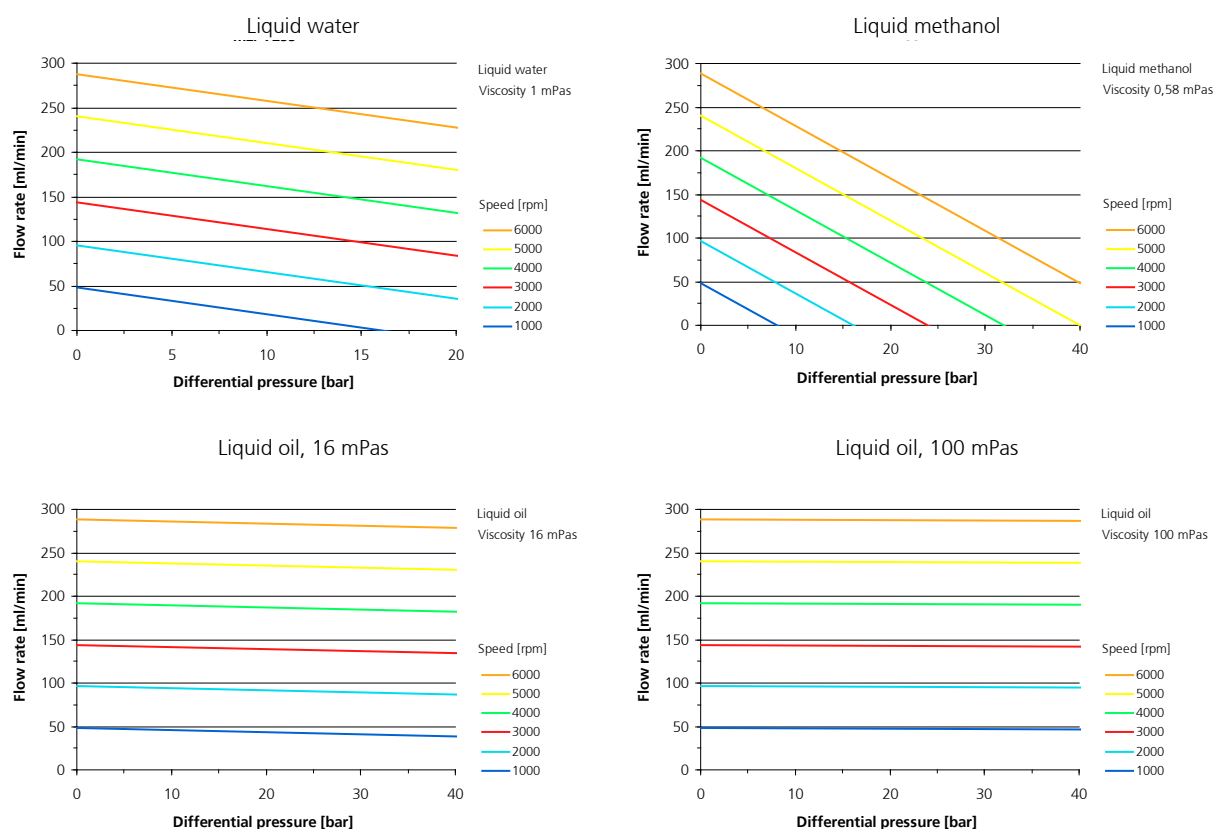 Liquid water
Liquid methanol
300
250
200
150
100
50
0
Flow rate [ml/min]
0 5 10 15 20
Differential pressure [bar]
Liquid water
Viscosity 1 mPas
Speed [rpm]
6000
5000
4000
3000
2000
1000
300
250
200
150
100
50
0
Flow rate [ml/min]
0 10 20 30 40
Differential pressure [bar]
Liquid methanol
Viscosity 0,58 mPas
Speed [rpm]
6000
5000
4000
3000
2000
1000
Liquid oil, 16 mPas
Liquid oil, 100 mPas
300
250
200
150
100
50
0
Flow rate [ml/min]
0 10 20 30 40
Differential pressure [bar]
Liquid oil
Viscosity 16 mPas
Speed [rpm]
6000
5000
4000
3000
2000
1000
300
250
200
150
100
50
0
Flow rate [ml/min]
0 10 20 30 40
Differential pressure [bar]
Liquid oil
Viscosity 100 mPas
Speed [rpm]
6000
5000
4000
3000
2000
1000